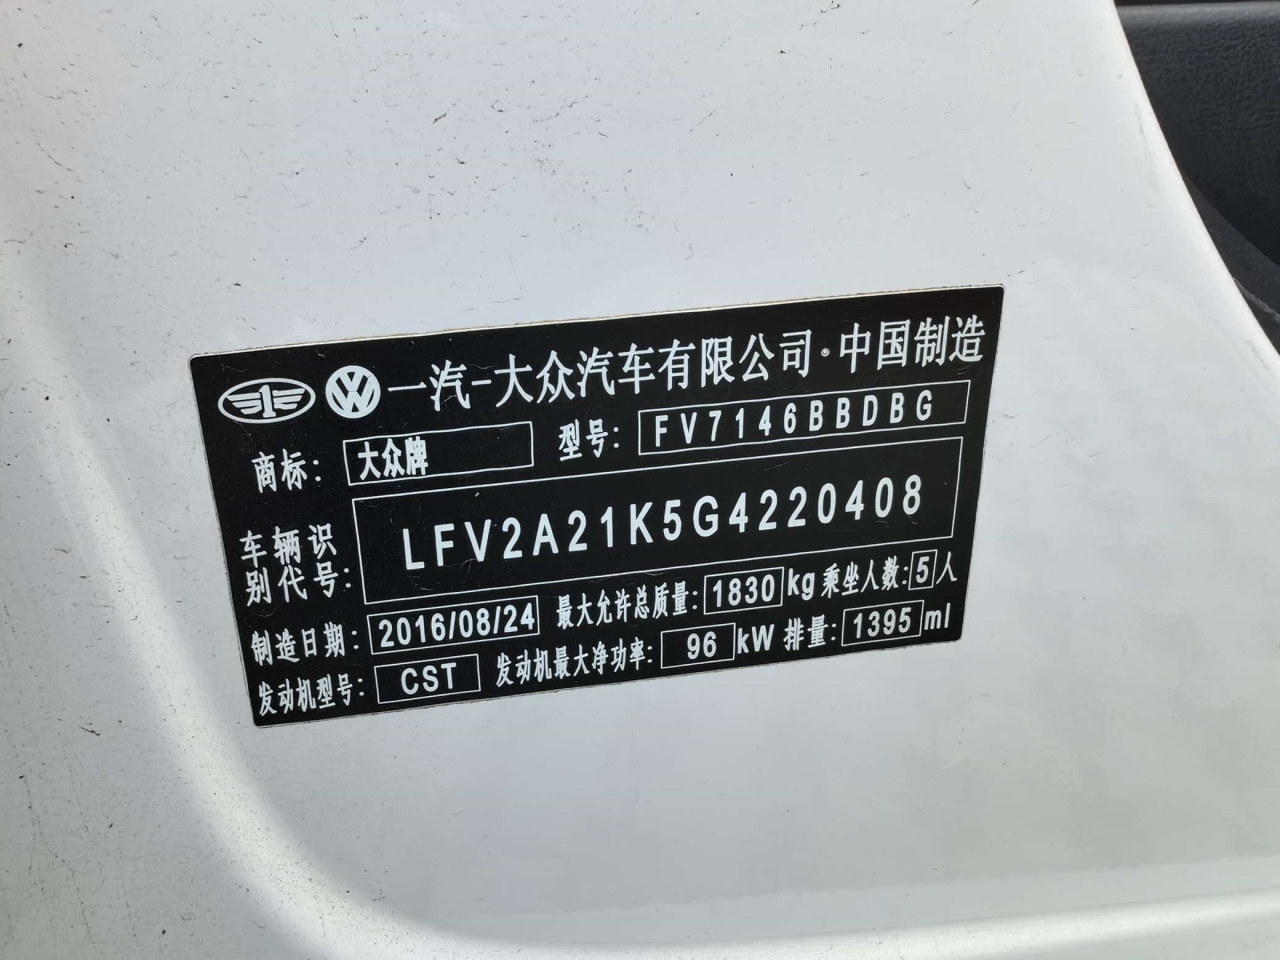 一汽-大众汽车有限公司·中国制造
商标: 大众牌 型号: FV7146BBDBG
车辆识别代号: LFV2A21K5G4220408
制造日期: 2016/08/24 最大允许总质量: 1830 kg 乘坐人数: 5 人
发动机型号: CST 发动机最大净功率: 96 kW 排量: 1395 ml